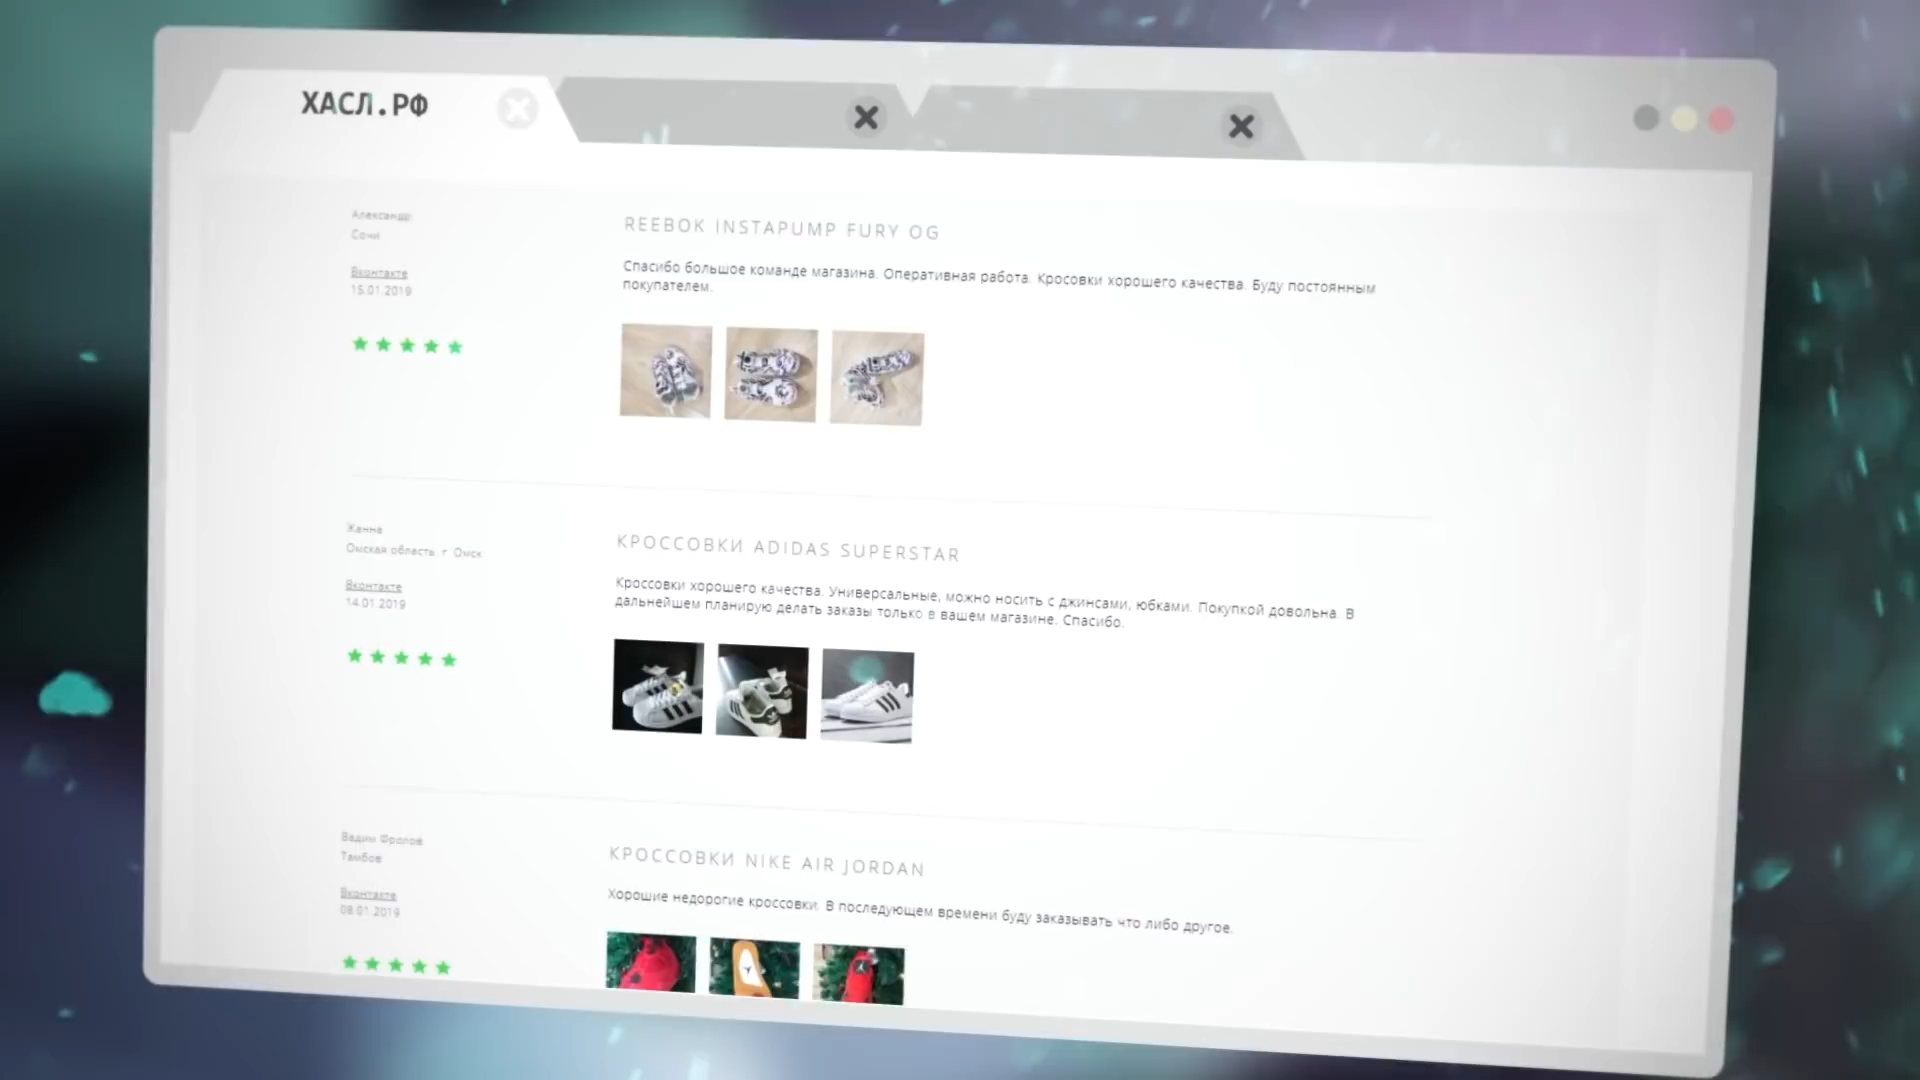 ХАСЛ.РФ
Александр.
Сочи
Вконтакте
15.01.2019
REEBOK INSTAPUMP FURY OG
Спасибо большое команде магазина. Оперативная работа. Кросовки хорошего качества. Буду постоянным
покупателем.
Жанна
Омская область г Омск
Вконтакте
14.01.2019
КРОССОВКИ ADIDAS SUPERSTAR
Кроссовки хорошего качества. Универсальные, можно носить с джинсами, юбками. Покупкой довольна. В
дальнейшем планирую делать заказы только в вашем магазине. Спасибо.
Вадим Фролов
Тамбов
Вконтакте
08.01.2019
КРОССОВКИ NIKE AIR JORDAN
Хорошие недорогие кроссовки. В последующем времени буду заказывать что либо другое.